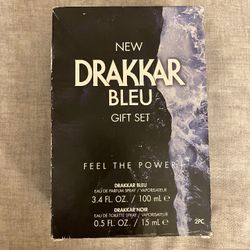 NEW
DRAKKAR
BLEU
GIFT SET
FEEL THE POWER
DRAKKAR BLEU
EAU DE PARFUM SPRAY / VAPORISATEUR
3.4 FL. OZ. / 100 mL e
DRAKKAR NOIR
EAU DE TOILETTE SPRAY / VAPORISATEUR
0.5 FL. OZ. / 15 mL e
2PC.